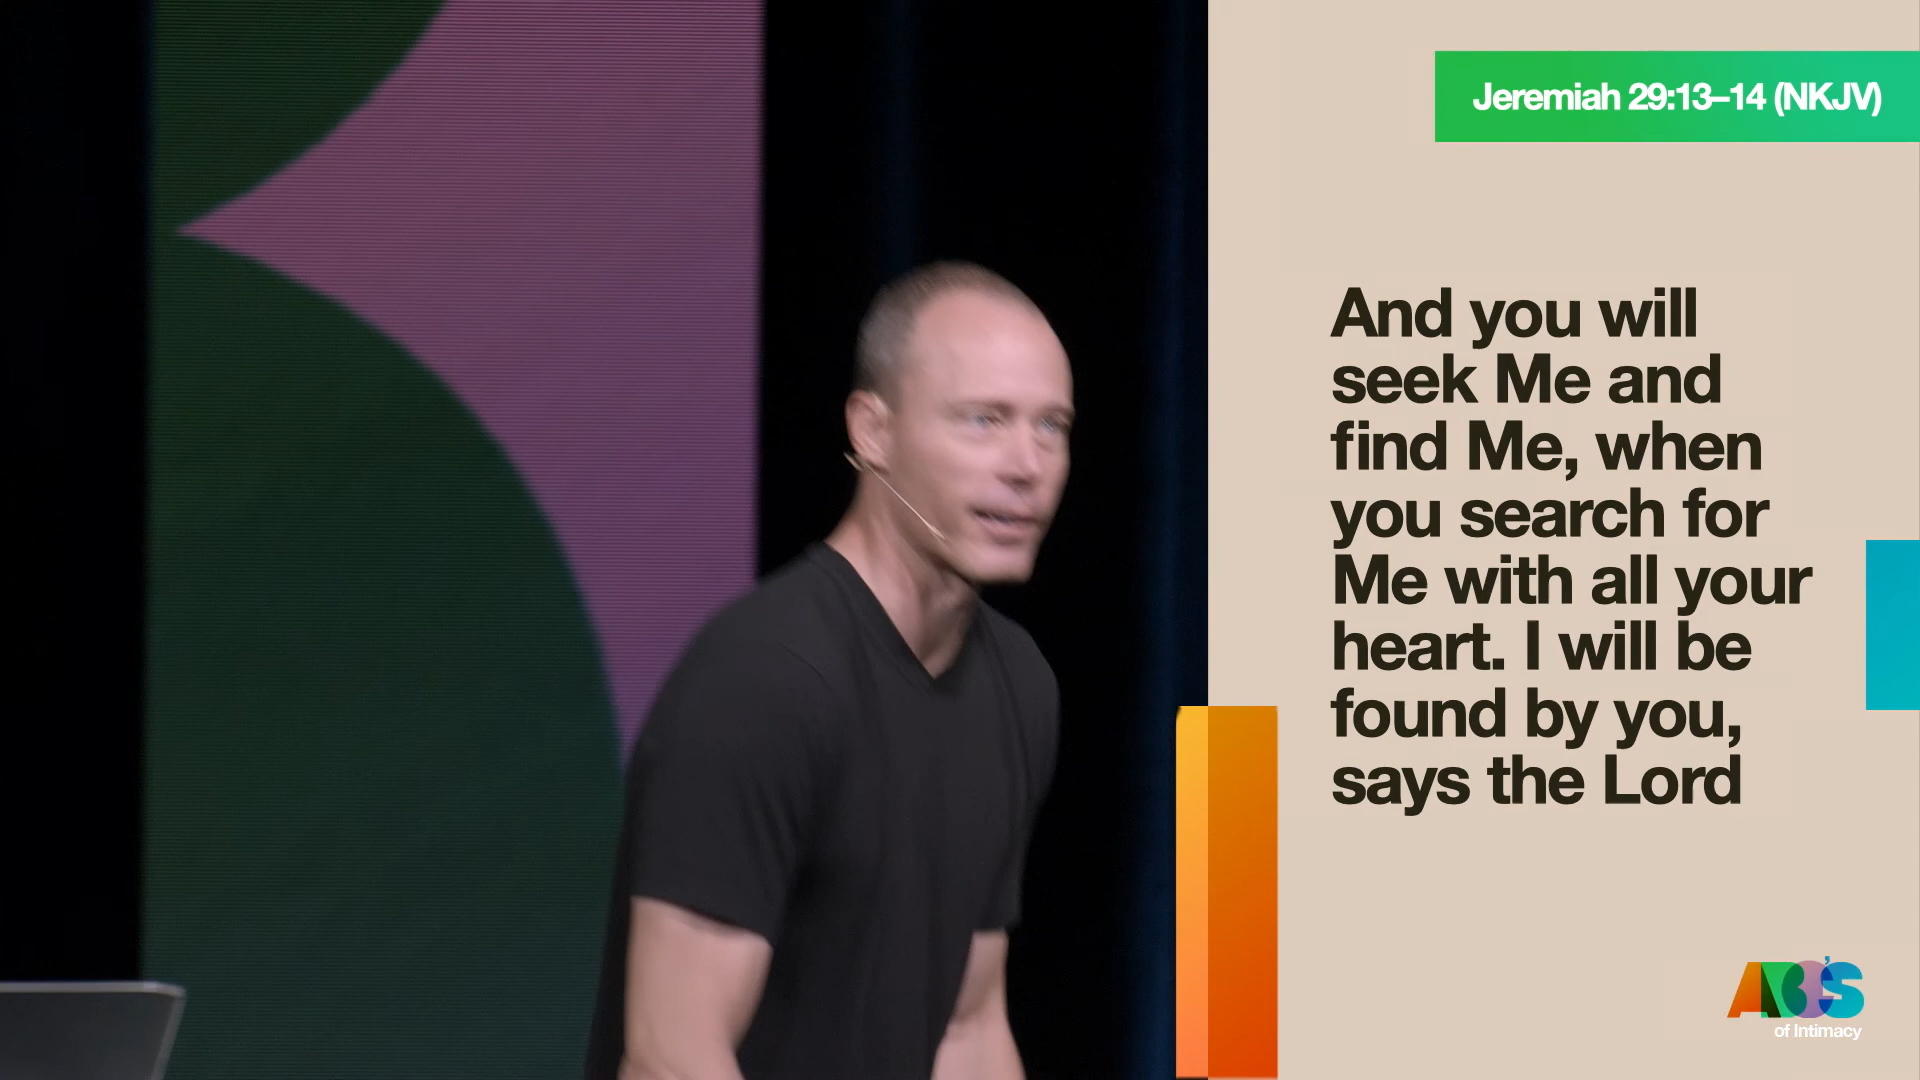 Jeremiah 29:13–14 (NKJV)
And you will
seek Me and
find Me, when
you search for
Me with all your
heart. I will be
found by you,
says the Lord
ABC'S
of Intimacy